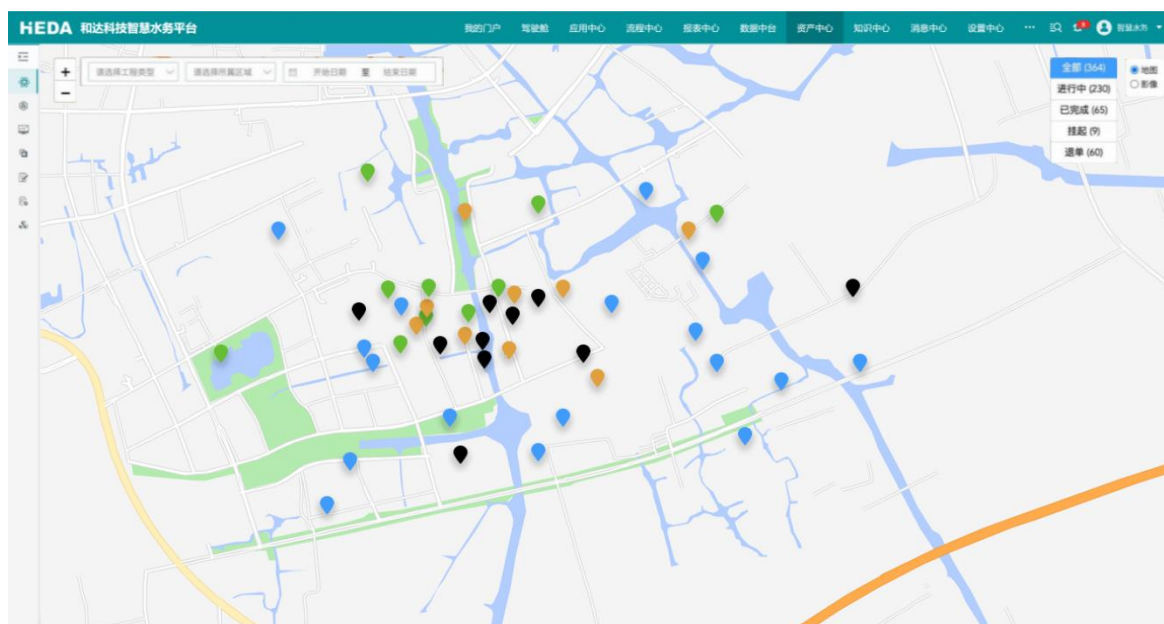 HEDA 和达科技智慧水务平台
我的门户 驾驶舱 应用中心 流程中心 报表中心 数据中台 资产中心 知识中心 消息中心 设置中心 ··· 智慧水务
+
−
请选择工程类型 请选择所属区域 开始日期 至 结束日期
全部 (364)
进行中 (230)
已完成 (65)
挂起 (9)
退单 (60)
地图
影像